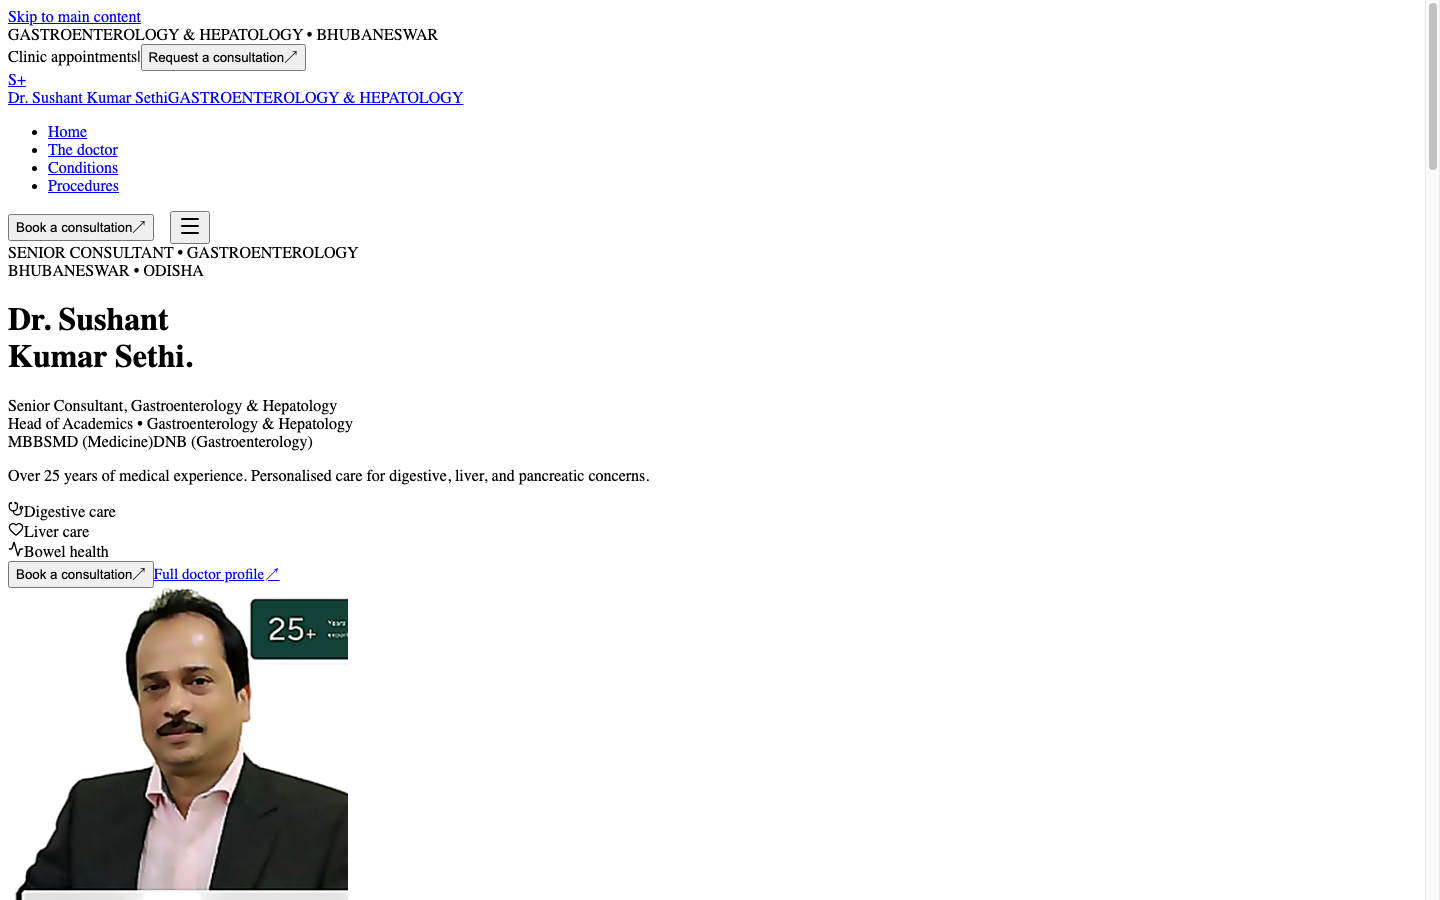 Skip to main content
GASTROENTEROLOGY & HEPATOLOGY • BHUBANESWAR
Clinic appointments| Request a consultation↗
S+
Dr. Sushant Kumar SethiGASTROENTEROLOGY & HEPATOLOGY
Home
The doctor
Conditions
Procedures
Book a consultation↗
SENIOR CONSULTANT • GASTROENTEROLOGY
BHUBANESWAR • ODISHA
Dr. Sushant
Kumar Sethi.
Senior Consultant, Gastroenterology & Hepatology
Head of Academics • Gastroenterology & Hepatology
MBBSMD (Medicine)DNB (Gastroenterology)
Over 25 years of medical experience. Personalised care for digestive, liver, and pancreatic concerns.
Digestive care
Liver care
Bowel health
Book a consultation↗ Full doctor profile↗
25+ Years